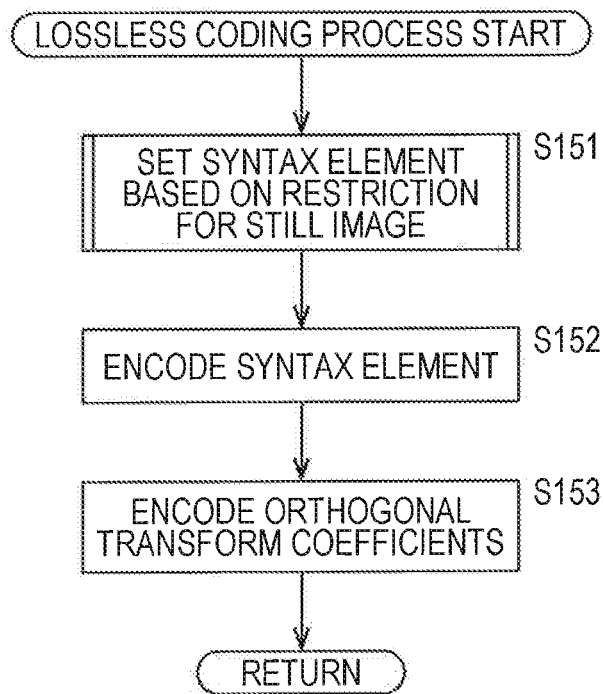 LOSSLESS CODING PROCESS START
SET SYNTAX ELEMENT
BASED ON RESTRICTION
FOR STILL IMAGE
S151
ENCODE SYNTAX ELEMENT
S152
ENCODE ORTHOGONAL
TRANSFORM COEFFICIENTS
S153
RETURN